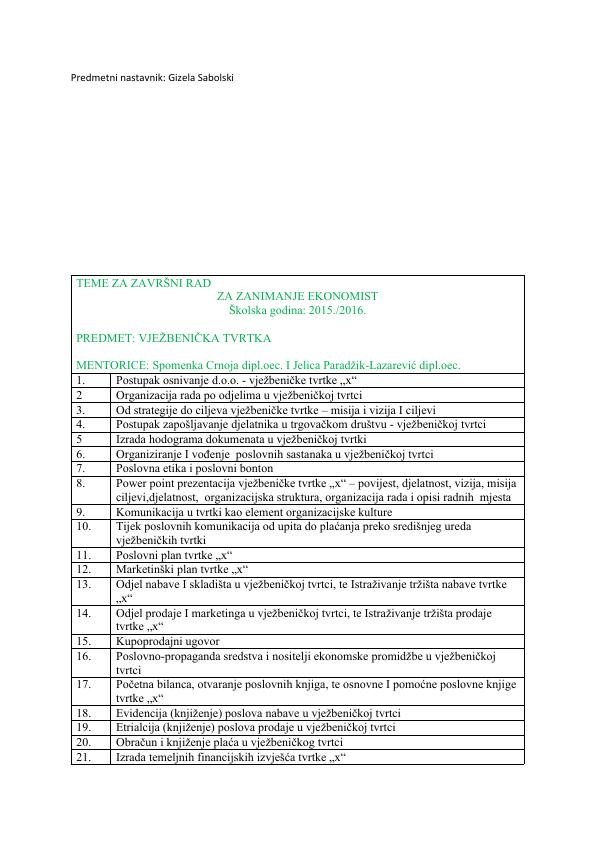 Predmetni nastavnik: Gizela Sabolski
TEME ZA ZAVRŠNI RAD
ZA ZANIMANJE EKONOMIST
Školska godina: 2015./2016.
PREDMET: VJEŽBENIČKA TVRTKA
MENTORICE: Spomenka Crnoja dipl.oec. I Jelica Paradžik-Lazarević dipl.oec.
1. Postupak osnivanje d.o.o. - vježbeničke tvrtke „x“
2 Organizacija rada po odjelima u vježbeničkoj tvrtci
3. Od strategije do ciljeva vježbeničke tvrtke – misija i vizija I ciljevi
4. Postupak zapošljavanje djelatnika u trgovačkom društvu - vježbeničkoj tvrtci
5 Izrada hodograma dokumenata u vježbeničkoj tvrtki
6. Organiziranje I vođenje poslovnih sastanaka u vježbeničkoj tvrtci
7. Poslovna etika i poslovni bonton
8. Power point prezentacija vježbeničke tvrtke „x“ – povijest, djelatnost, vizija, misija
ciljevi,djelatnost, organizacijska struktura, organizacija rada i opisi radnih mjesta
9. Komunikacija u tvrtki kao element organizacijske kulture
10. Tijek poslovnih komunikacija od upita do plaćanja preko središnjeg ureda
vježbeničkih tvrtki
11. Poslovni plan tvrtke „x“
12. Marketinški plan tvrtke „x“
13. Odjel nabave I skladišta u vježbeničkoj tvrtci, te Istraživanje tržišta nabave tvrtke
„x“
14. Odjel prodaje I marketinga u vježbeničkoj tvrtci, te Istraživanje tržišta prodaje
tvrtke „x“
15. Kupoprodajni ugovor
16. Poslovno-propaganda sredstva i nositelji ekonomske promidžbe u vježbeničkoj
tvrtci
17. Početna bilanca, otvaranje poslovnih knjiga, te osnovne I pomoćne poslovne knjige
tvrtke „x“
18. Evidencija (knjiženje) poslova nabave u vježbeničkoj tvrtci
19. Etrialcija (knjiženje) poslova prodaje u vježbeničkoj tvrtci
20. Obračun i knjiženje plaća u vježbeničkog tvrtci
21. Izrada temeljnih financijskih izvješća tvrtke „x“